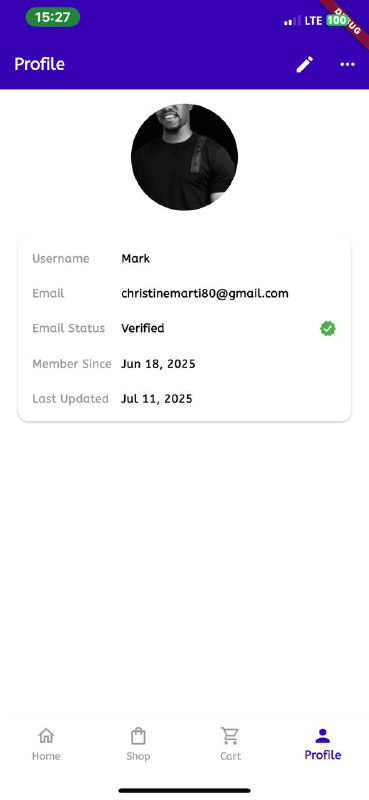 15:27
LTE 100
DEBUG
Profile
Username Mark
Email christinemarti80@gmail.com
Email Status Verified
Member Since Jun 18, 2025
Last Updated Jul 11, 2025
Home Shop Cart Profile